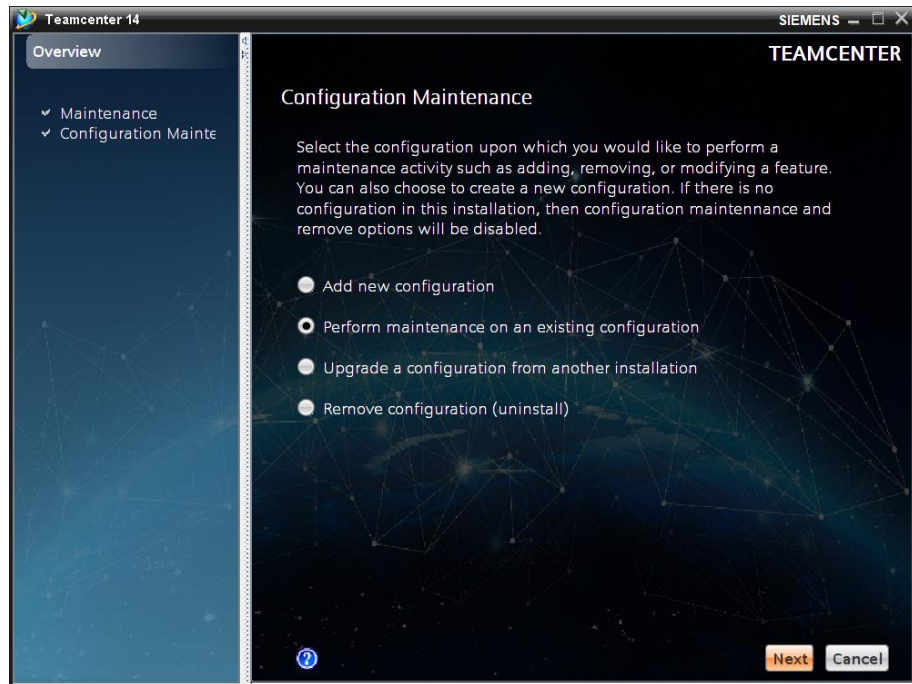 Teamcenter 14
SIEMENS
Overview
TEAMCENTER
Maintenance
Configuration Mainte
Configuration Maintenance
Select the configuration upon which you would like to perform a
maintenance activity such as adding, removing, or modifying a feature.
You can also choose to create a new configuration. If there is no
configuration in this installation, then configuration maintennance and
remove options will be disabled.
Add new configuration
Perform maintenance on an existing configuration
Upgrade a configuration from another installation
Remove configuration (uninstall)
?
Next
Cancel